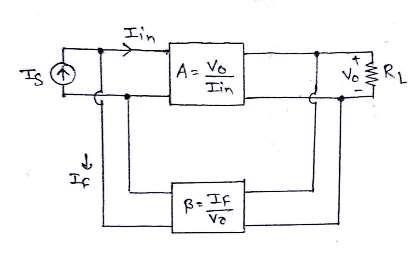 Iin
Is
A = Vo / Iin
+
Vo
-
RL
If
β = If / Vo